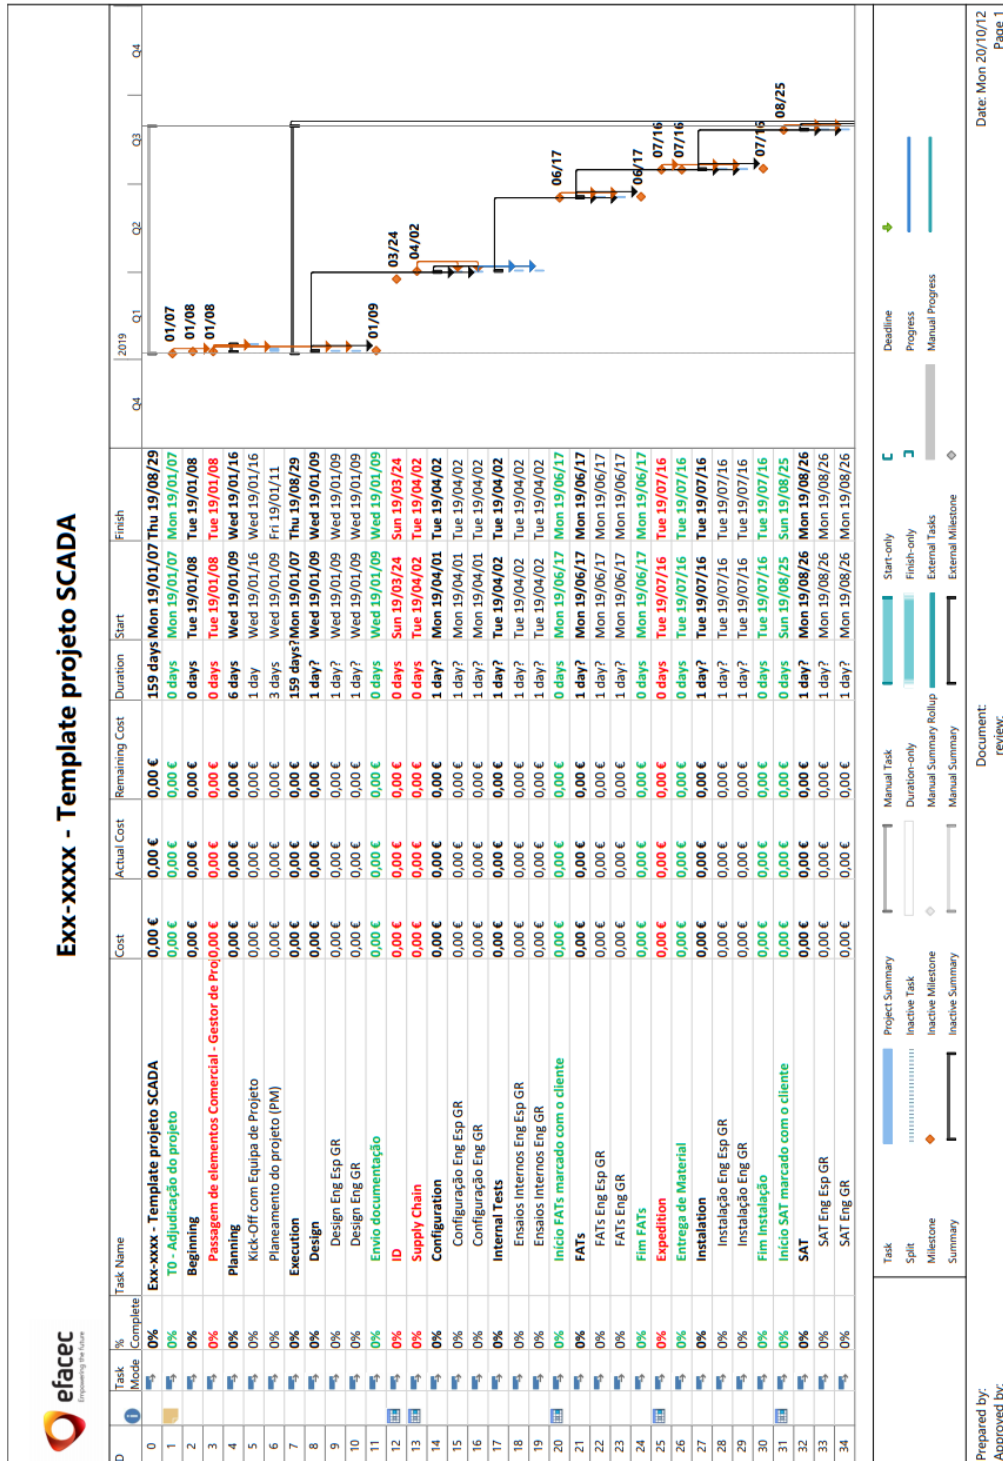 efacec
Empowering the future
Exx-xxxx - Template projeto SCADA
D Task Mode % Complete Task Name Cost Actual Cost Remaining Cost Duration Start Finish
Q4 2019 Q1 Q2 Q3 Q4
0 0% Exx-xxxx - Template projeto SCADA 0,00 € 0,00 € 0,00 € 159 days Mon 19/01/07 Thu 19/08/29
1 0% T0 - Adjudicação do projeto 0,00 € 0,00 € 0,00 € 0 days Mon 19/01/07 Mon 19/01/07 01/07
2 0% Beginning 0,00 € 0,00 € 0,00 € 0 days Tue 19/01/08 Tue 19/01/08 01/08
3 0% Passagem de elementos Comercial - Gestor de Proj 0,00 € 0,00 € 0,00 € 0 days Tue 19/01/08 Tue 19/01/08 01/08
4 0% Planning 0,00 € 0,00 € 0,00 € 6 days Wed 19/01/09 Wed 19/01/16
5 0% Kick-Off com Equipa de Projeto 0,00 € 0,00 € 0,00 € 1 day Wed 19/01/16 Wed 19/01/16
6 0% Planeamento do projeto (PM) 0,00 € 0,00 € 0,00 € 3 days Wed 19/01/09 Fri 19/01/11
7 0% Execution 0,00 € 0,00 € 0,00 € 159 days? Mon 19/01/07 Thu 19/08/29
8 0% Design 0,00 € 0,00 € 0,00 € 1 day? Wed 19/01/09 Wed 19/01/09
9 0% Design Eng Esp GR 0,00 € 0,00 € 0,00 € 1 day? Wed 19/01/09 Wed 19/01/09
10 0% Design Eng GR 0,00 € 0,00 € 0,00 € 1 day? Wed 19/01/09 Wed 19/01/09
11 0% Envio documentação 0,00 € 0,00 € 0,00 € 0 days Wed 19/01/09 Wed 19/01/09 01/09
12 0% ID 0,00 € 0,00 € 0,00 € 0 days Sun 19/03/24 Sun 19/03/24 03/24
13 0% Supply Chain 0,00 € 0,00 € 0,00 € 0 days Tue 19/04/02 Tue 19/04/02 04/02
14 0% Configuration 0,00 € 0,00 € 0,00 € 1 day? Mon 19/04/01 Tue 19/04/02
15 0% Configuração Eng Esp GR 0,00 € 0,00 € 0,00 € 1 day? Mon 19/04/01 Tue 19/04/02
16 0% Configuração Eng GR 0,00 € 0,00 € 0,00 € 1 day? Mon 19/04/01 Tue 19/04/02
17 0% Internal Tests 0,00 € 0,00 € 0,00 € 1 day? Tue 19/04/02 Tue 19/04/02
18 0% Ensaios Internos Eng Esp GR 0,00 € 0,00 € 0,00 € 1 day? Tue 19/04/02 Tue 19/04/02
19 0% Ensaios Internos Eng GR 0,00 € 0,00 € 0,00 € 1 day? Tue 19/04/02 Tue 19/04/02
20 0% Início FATs marcado com o cliente 0,00 € 0,00 € 0,00 € 0 days Mon 19/06/17 Mon 19/06/17 06/17
21 0% FATs 0,00 € 0,00 € 0,00 € 1 day? Mon 19/06/17 Mon 19/06/17
22 0% FATs Eng Esp GR 0,00 € 0,00 € 0,00 € 1 day? Mon 19/06/17 Mon 19/06/17
23 0% FATs Eng GR 0,00 € 0,00 € 0,00 € 1 day? Mon 19/06/17 Mon 19/06/17
24 0% Fim FATs 0,00 € 0,00 € 0,00 € 0 days Mon 19/06/17 Mon 19/06/17 06/17
25 0% Expedition 0,00 € 0,00 € 0,00 € 0 days Tue 19/07/16 Tue 19/07/16 07/16
26 0% Entrega de Material 0,00 € 0,00 € 0,00 € 0 days Tue 19/07/16 Tue 19/07/16 07/16
27 0% Instalation 0,00 € 0,00 € 0,00 € 1 day? Tue 19/07/16 Tue 19/07/16
28 0% Instalação Eng Esp GR 0,00 € 0,00 € 0,00 € 1 day? Tue 19/07/16 Tue 19/07/16
29 0% Instalação Eng GR 0,00 € 0,00 € 0,00 € 1 day? Tue 19/07/16 Tue 19/07/16
30 0% Fim Instalação 0,00 € 0,00 € 0,00 € 0 days Tue 19/07/16 Tue 19/07/16 07/16
31 0% Início SAT marcado com o cliente 0,00 € 0,00 € 0,00 € 0 days Sun 19/08/25 Sun 19/08/25 08/25
32 0% SAT 0,00 € 0,00 € 0,00 € 1 day? Mon 19/08/26 Mon 19/08/26
33 0% SAT Eng Esp GR 0,00 € 0,00 € 0,00 € 1 day? Mon 19/08/26 Mon 19/08/26
34 0% SAT Eng GR 0,00 € 0,00 € 0,00 € 1 day? Mon 19/08/26 Mon 19/08/26
Task Project Summary Manual Task Start-only Deadline
Split Inactive Task Duration-only Finish-only Progress
Milestone Inactive Milestone Manual Summary Rollup External Tasks Manual Progress
Summary Inactive Summary Manual Summary External Milestone
Prepared by: Document: Date: Mon 20/10/12
Approved by: review: Page 1